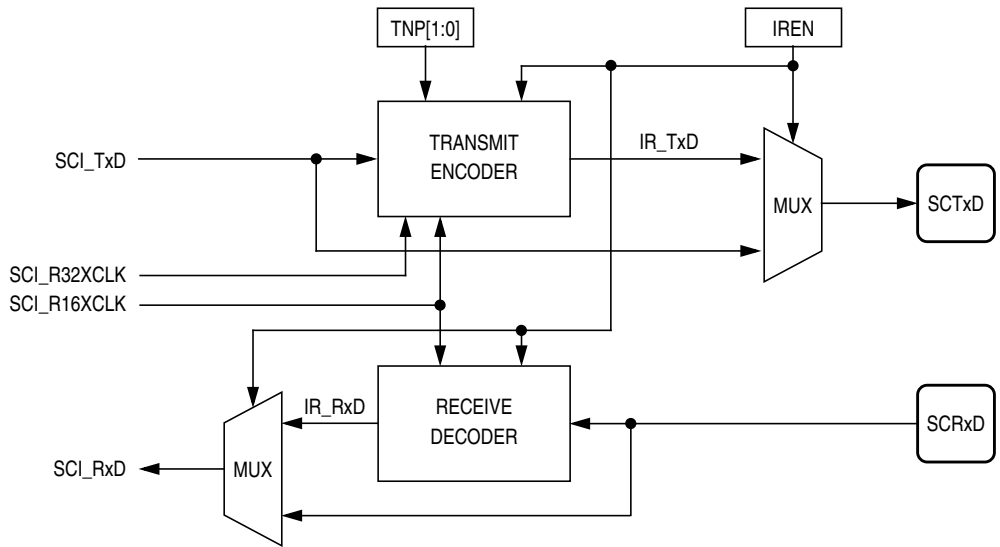 TNP[1:0]
IREN
TRANSMIT
ENCODER
IR_TxD
SCI_TxD
MUX
SCTxD
SCI_R32XCLK
SCI_R16XCLK
IR_RxD
RECEIVE
DECODER
SCRxD
SCI_RxD
MUX